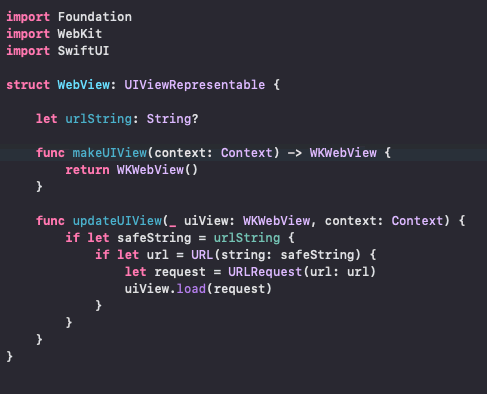 import Foundation
import WebKit
import SwiftUI

struct WebView: UIViewRepresentable {

    let urlString: String?

    func makeUIView(context: Context) -> WKWebView {
        return WKWebView()
    }

    func updateUIView(_ uiView: WKWebView, context: Context) {
        if let safeString = urlString {
            if let url = URL(string: safeString) {
                let request = URLRequest(url: url)
                uiView.load(request)
            }
        }
    }
}